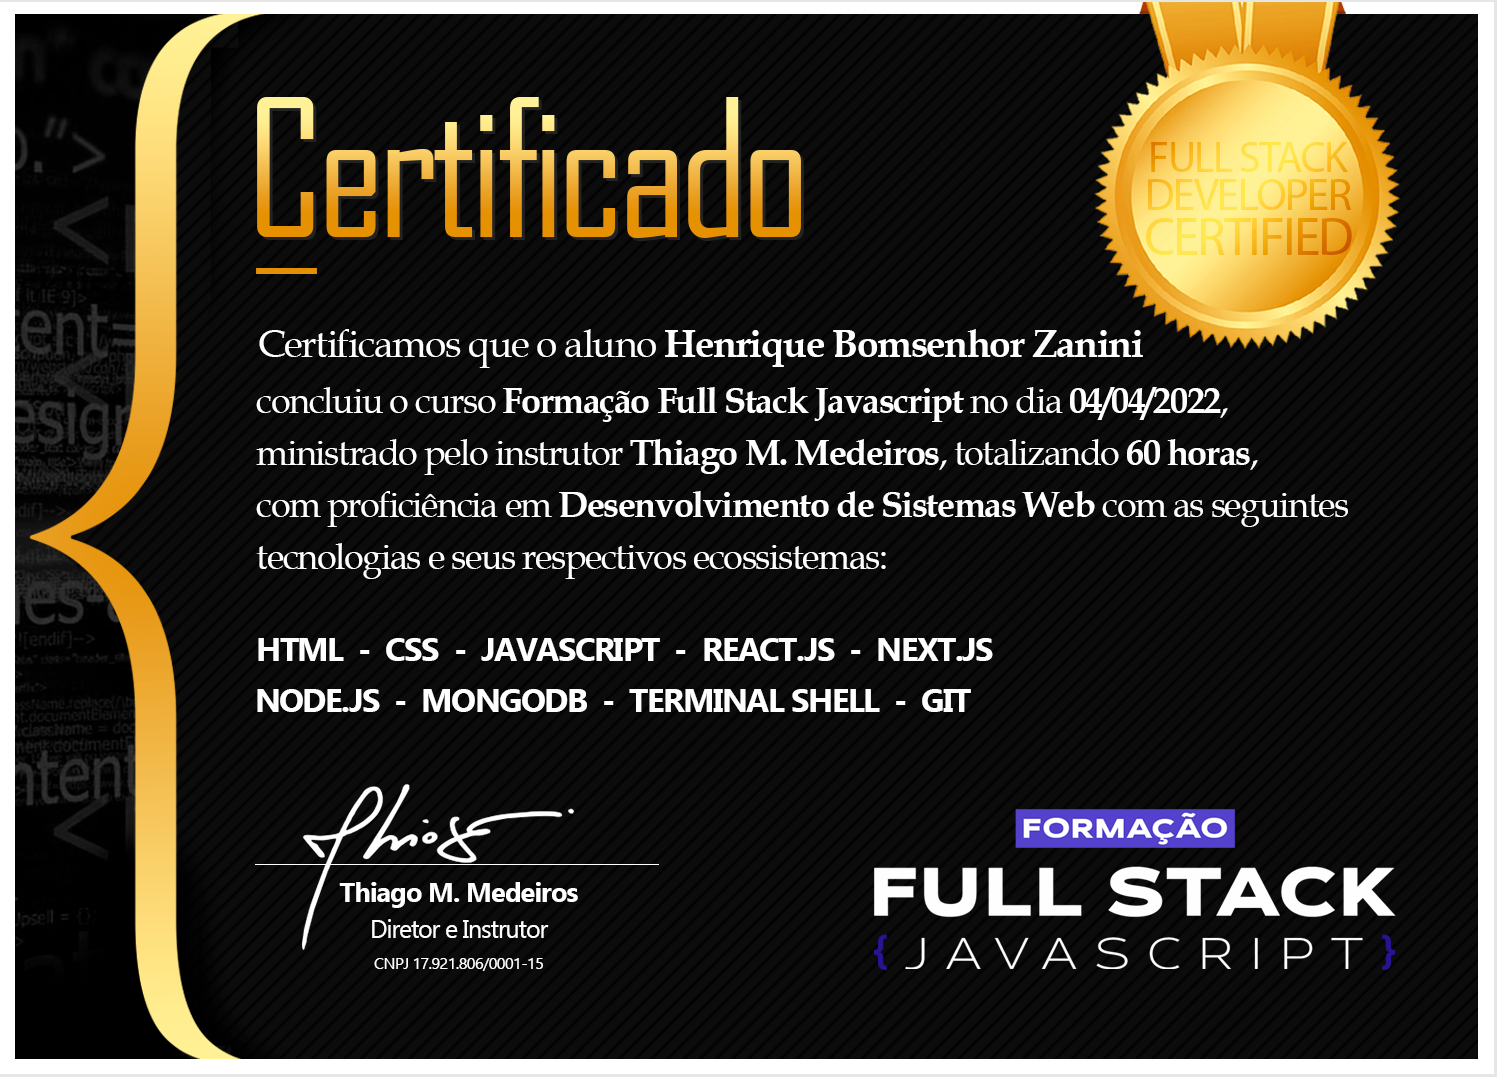 Certificado
FULL STACK
DEVELOPER
CERTIFIED
Certificamos que o aluno Henrique Bomsenhor Zanini
concluiu o curso Formação Full Stack Javascript no dia 04/04/2022,
ministrado pelo instrutor Thiago M. Medeiros, totalizando 60 horas,
com proficiência em Desenvolvimento de Sistemas Web com as seguintes
tecnologias e seus respectivos ecossistemas:
HTML - CSS - JAVASCRIPT - REACT.JS - NEXT.JS
NODE.JS - MONGODB - TERMINAL SHELL - GIT
Thiago
Thiago M. Medeiros
Diretor e Instrutor
CNPJ 17.921.806/0001-15
FORMAÇÃO
FULL STACK
{JAVASCRIPT}